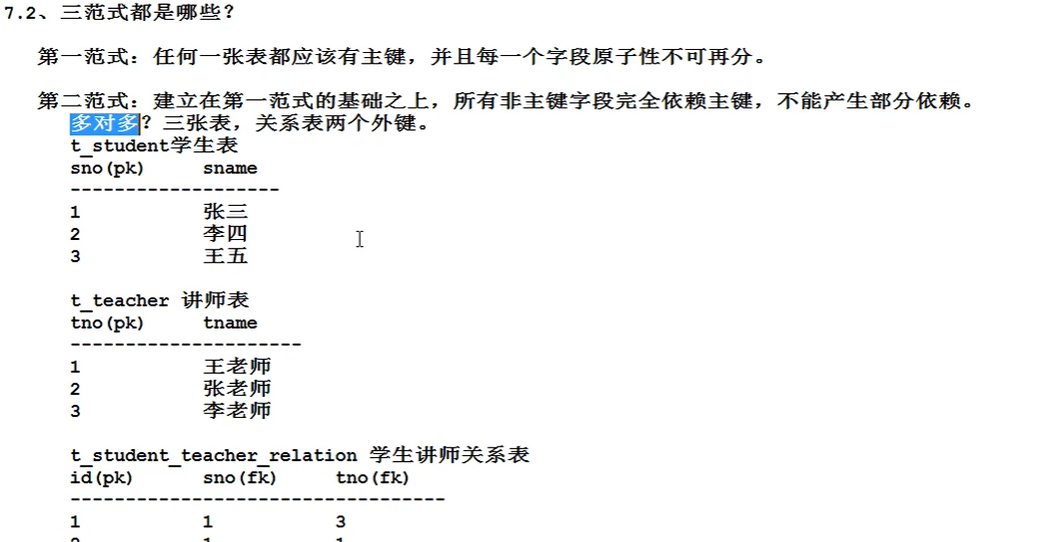 7.2、三范式都是哪些？
第一范式：任何一张表都应该有主键，并且每一个字段原子性不可再分。
第二范式：建立在第一范式的基础之上，所有非主键字段完全依赖主键，不能产生部分依赖。
多对多？三张表，关系表两个外键。
t_student学生表
sno(pk) sname
-------------------
1 张三
2 李四
3 王五
t_teacher 讲师表
tno(pk) tname
---------------------
1 王老师
2 张老师
3 李老师
t_student_teacher_relation 学生讲师关系表
id(pk) sno(fk) tno(fk)
----------------------------------
1 1 3